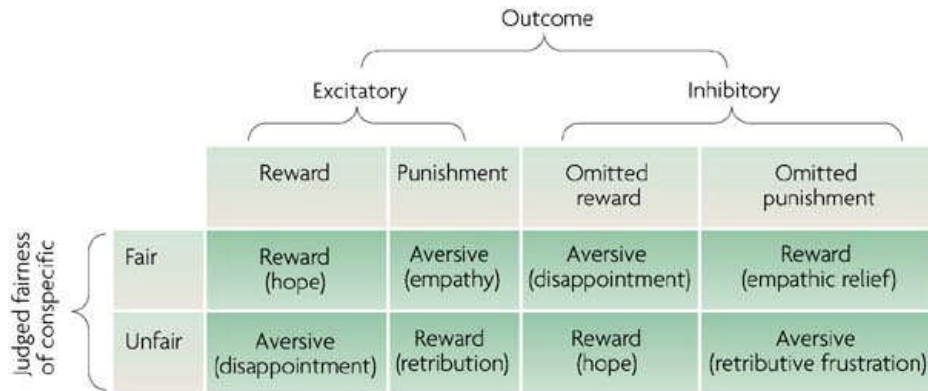 Outcome
Excitatory
Inhibitory
Reward
Punishment
Omitted
reward
Omitted
punishment
Judged fairness
of conspecific
Fair
Reward
(hope)
Aversive
(empathy)
Aversive
(disappointment)
Reward
(empathic relief)
Unfair
Aversive
(disappointment)
Reward
(retribution)
Reward
(hope)
Aversive
(retributive frustration)